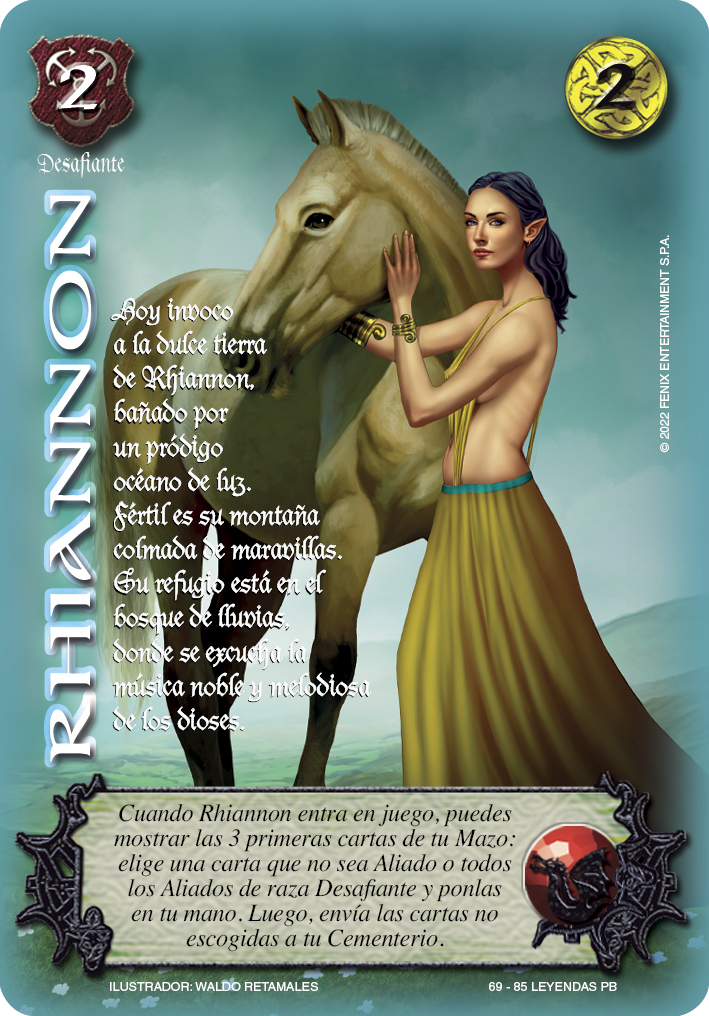 2
2
Desafiante
RHIANNON
Hoy invoco
a la dulce tierra
de Rhiannon,
bañado por
un pródigo
océano de luz.
Fértil es su montaña
colmada de maravillas.
Su refugio está en el
bosque de lluvias,
donde se excucha la
música noble y melodiosa
de los dioses.
© 2022 FENIX ENTERTAINMENT S.P.A.
Cuando Rhiannon entra en juego, puedes
mostrar las 3 primeras cartas de tu Mazo:
elige una carta que no sea Aliado o todos
los Aliados de raza Desafiante y ponlas
en tu mano. Luego, envía las cartas no
escogidas a tu Cementerio.
ILUSTRADOR: WALDO RETAMALES
69 - 85 LEYENDAS PB